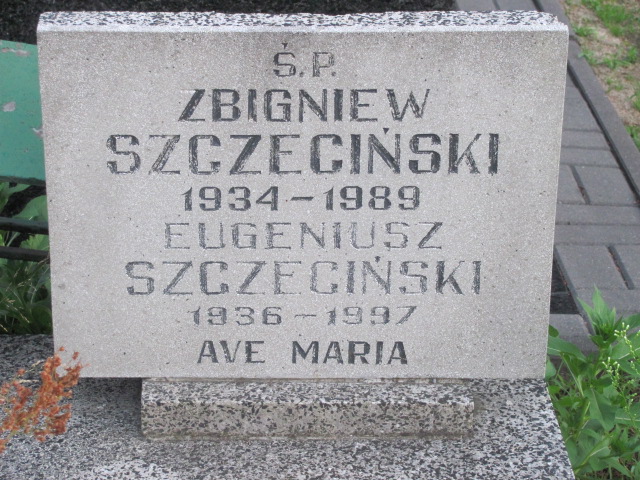 Ś.P.
ZBIGNIEW
SZCZECIŃSKI
1934-1989
EUGENIUSZ
SZCZECIŃSKI
1936-1997
AVE MARIA